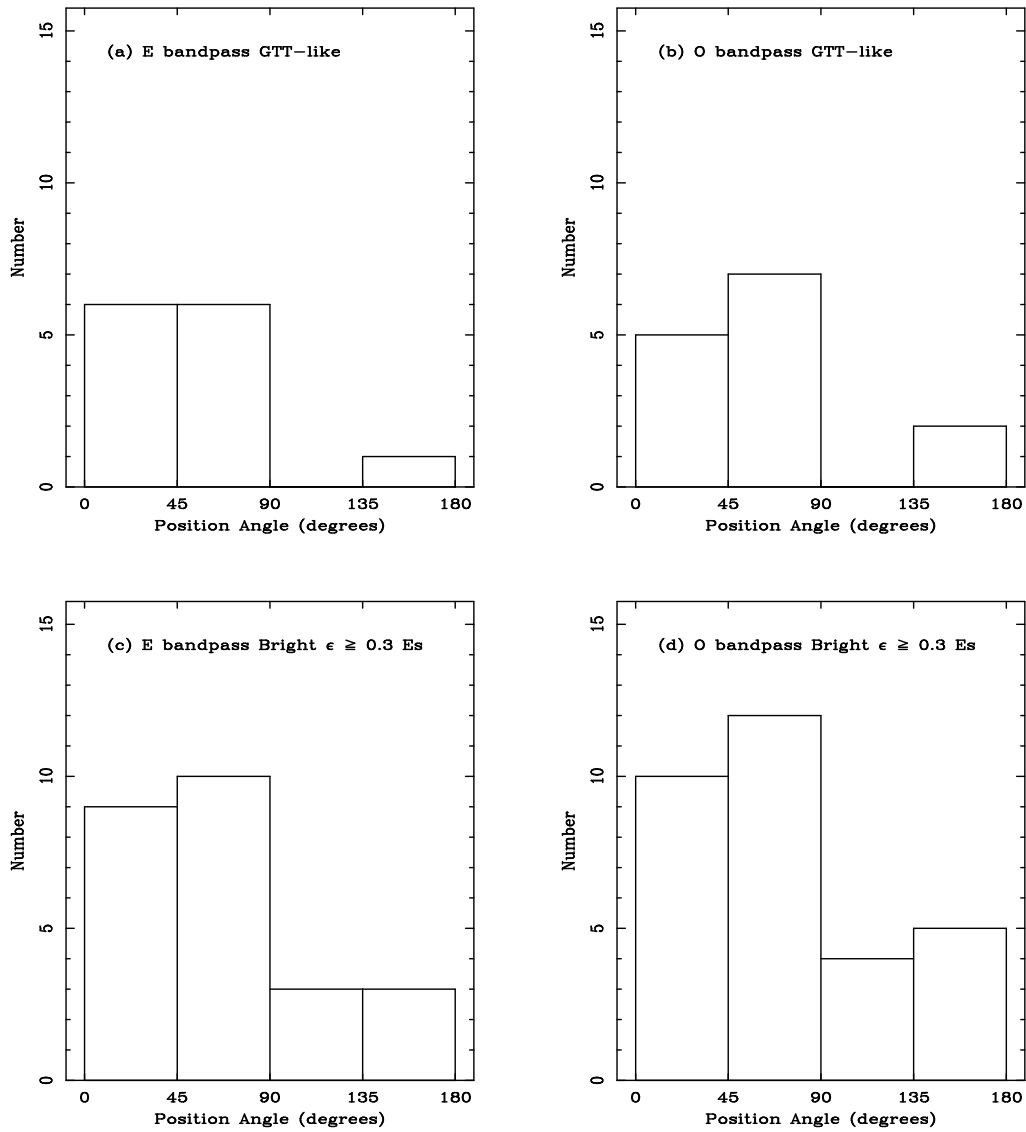 (a) E bandpass GTT−like
15
10
5
0
Number
0 45 90 135 180
Position Angle (degrees)
(b) O bandpass GTT−like
15
10
5
0
Number
0 45 90 135 180
Position Angle (degrees)
(c) E bandpass Bright ϵ ≧ 0.3 Es
15
10
5
0
Number
0 45 90 135 180
Position Angle (degrees)
(d) O bandpass Bright ϵ ≧ 0.3 Es
15
10
5
0
Number
0 45 90 135 180
Position Angle (degrees)